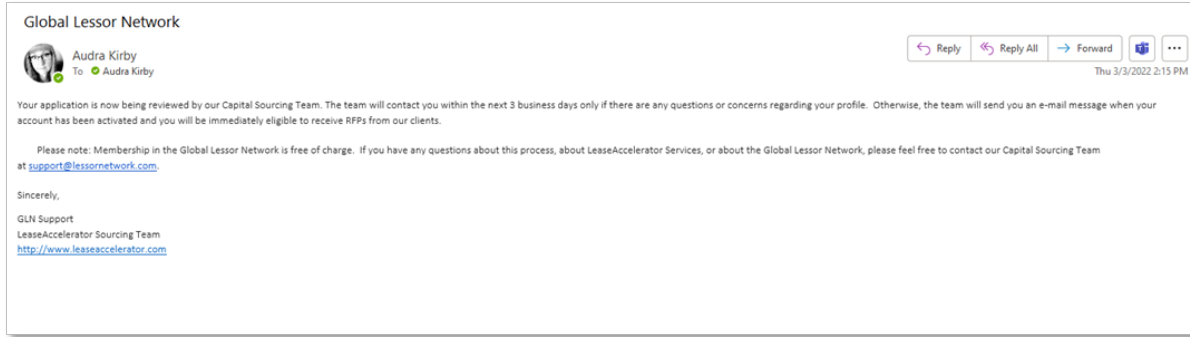 Global Lessor Network
Audra Kirby
To Audra Kirby
Reply Reply All Forward
Thu 3/3/2022 2:15 PM
Your application is now being reviewed by our Capital Sourcing Team. The team will contact you within the next 3 business days only if there are any questions or concerns regarding your profile. Otherwise, the team will send you an e-mail message when your
account has been activated and you will be immediately eligible to receive RFPs from our clients.
Please note: Membership in the Global Lessor Network is free of charge. If you have any questions about this process, about LeaseAccelerator Services, or about the Global Lessor Network, please feel free to contact our Capital Sourcing Team
at support@lessornetwork.com.
Sincerely,
GLN Support
LeaseAccelerator Sourcing Team
http://www.leaseaccelerator.com